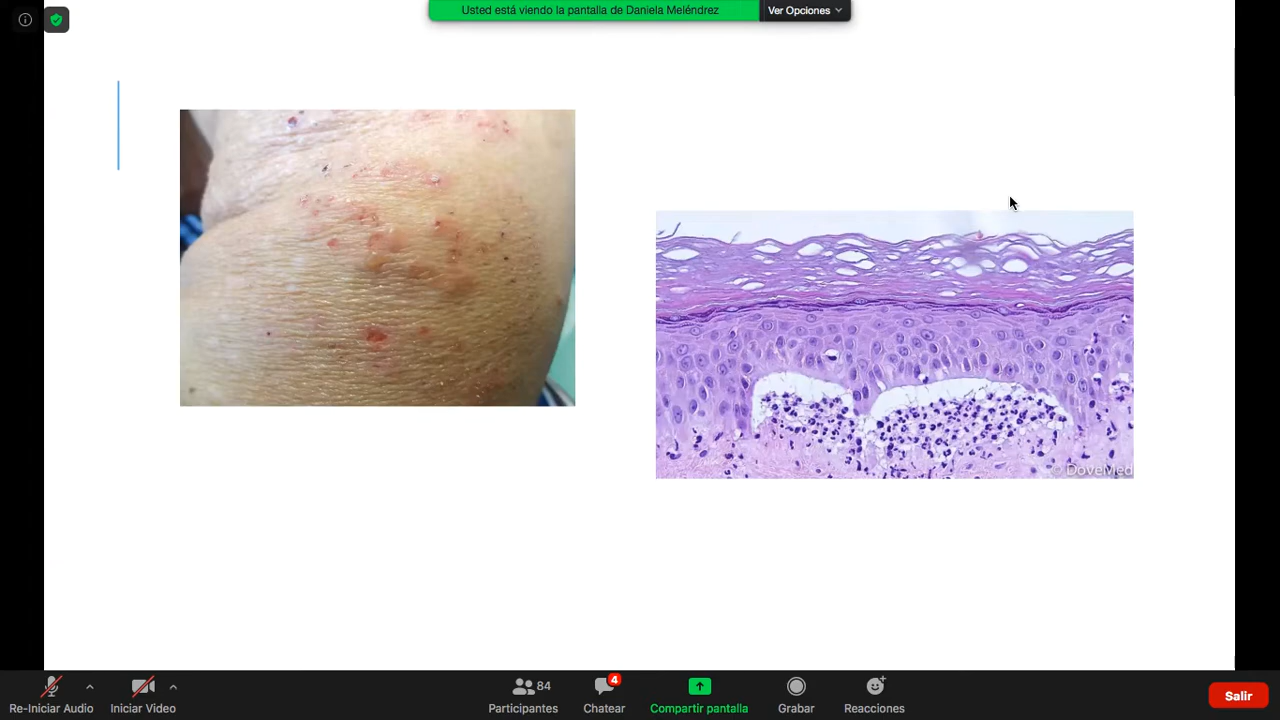 Usted está viendo la pantalla de Daniela Meléndrez
Ver Opciones
© DoveMed
Re-Iniciar Audio
Iniciar Video
84
Participantes
4
Chatear
Compartir pantalla
Grabar
Reacciones
Salir